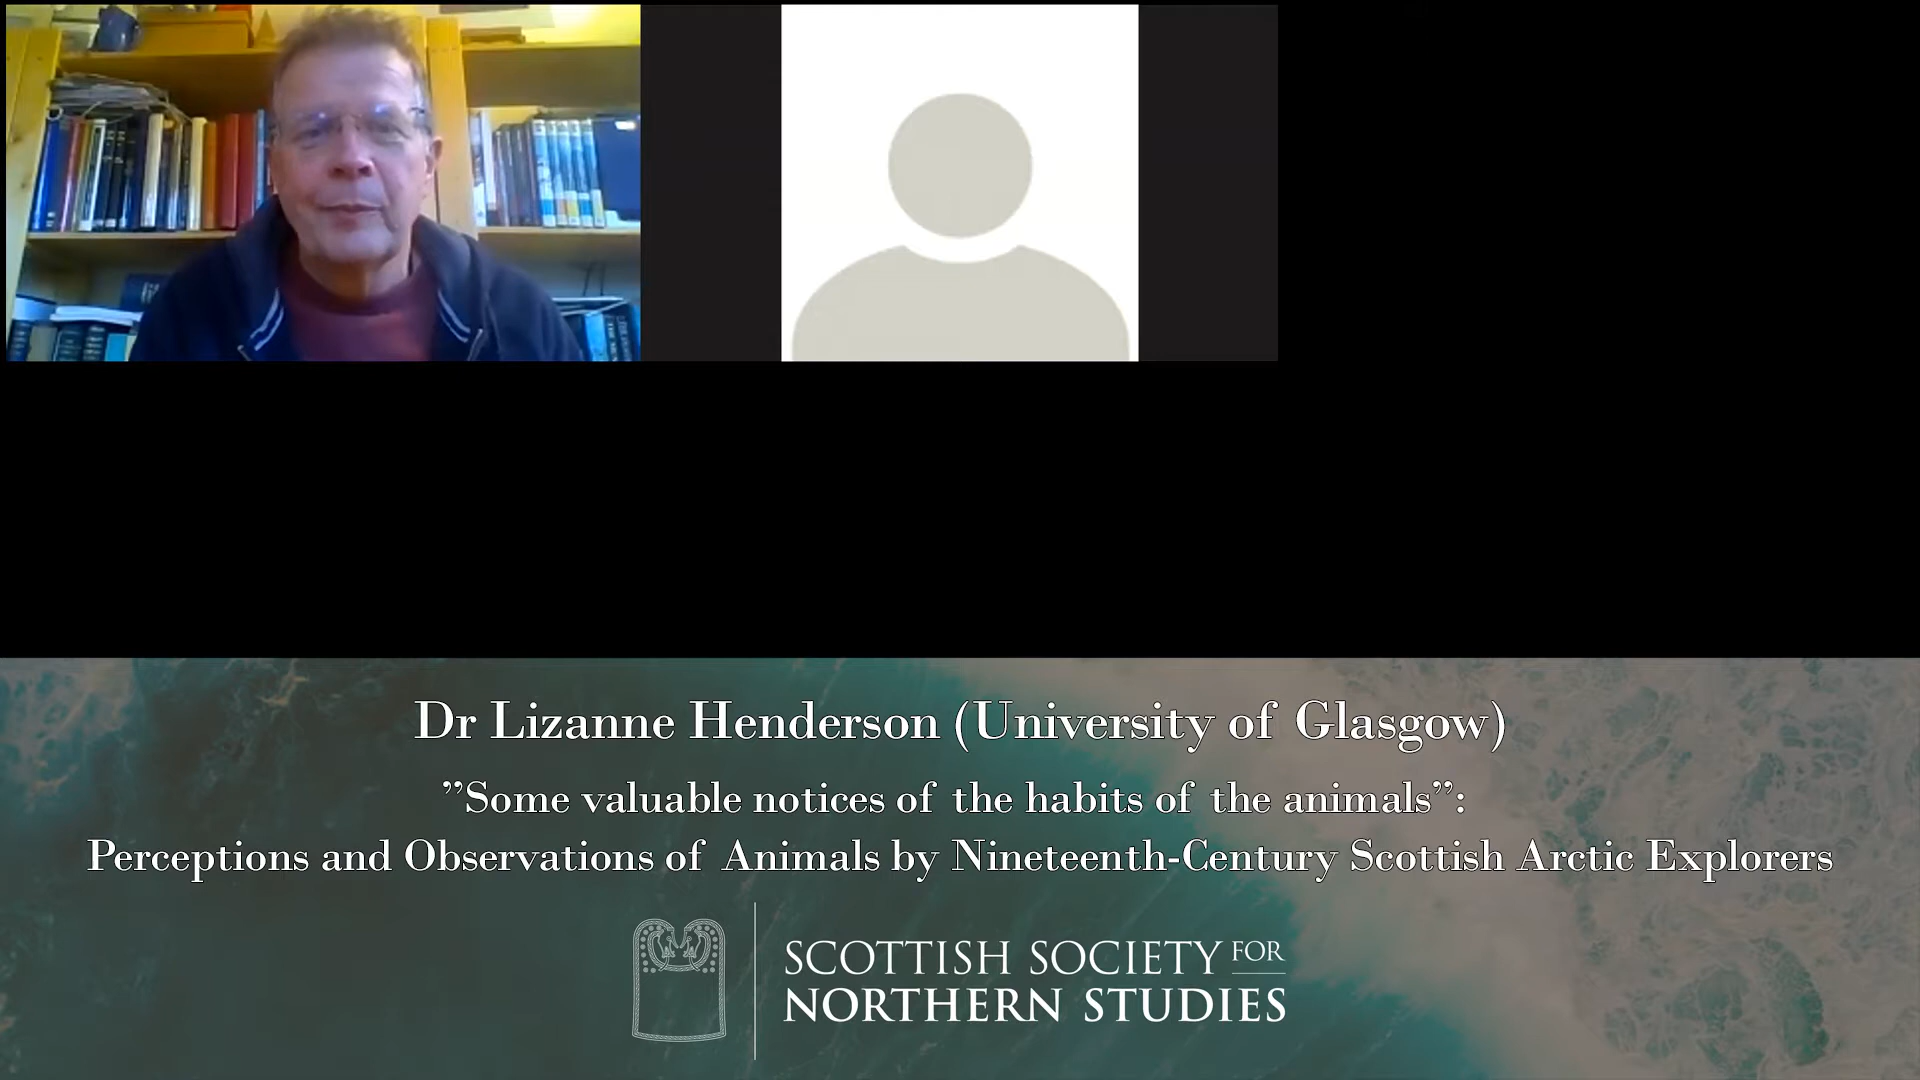 Dr Lizanne Henderson (University of Glasgow)
”Some valuable notices of the habits of the animals”:
Perceptions and Observations of Animals by Nineteenth-Century Scottish Arctic Explorers
SCOTTISH SOCIETY FOR
NORTHERN STUDIES